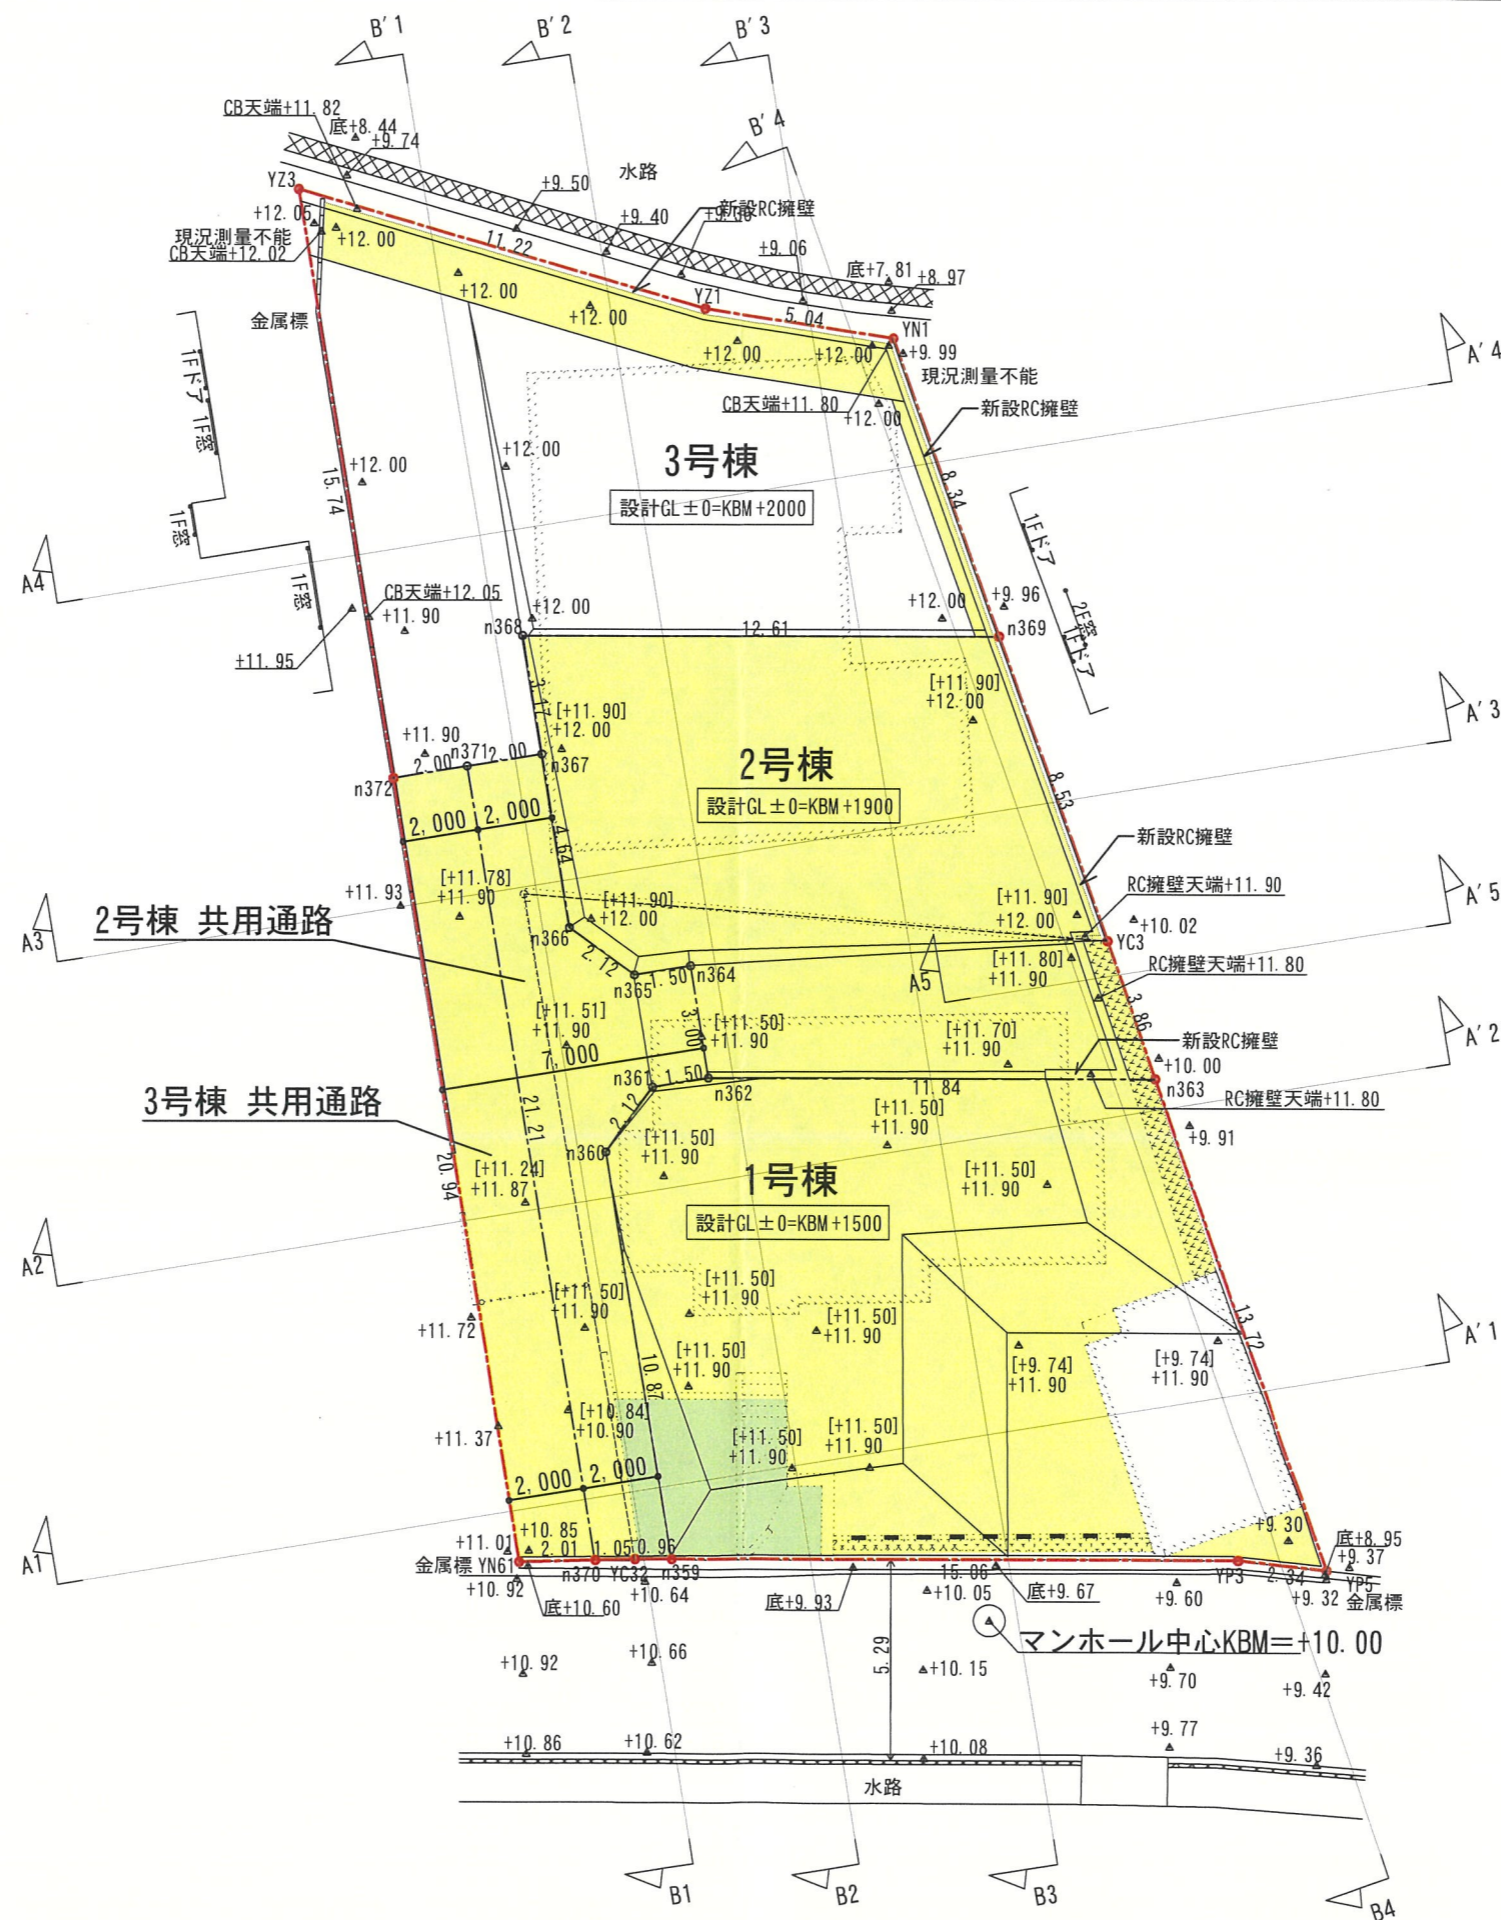 B'1
B'2
B'3
B'4
CB天端+11.82
底+8.44
+9.74
水路
YZ3
+9.50
+9.40
新設RC擁壁
+12.05
現況測量不能
CB天端+12.02
+12.00
11.22
+9.06
底+7.81
+8.97
+12.00
YZ1
5.04
金属標
+12.00
YN1
+12.00
+12.00
+9.99
現況測量不能
A'4
1Fドア
1F窓
CB天端+11.80
+12.00
新設RC擁壁
3号棟
+12.00
+12.00
15.74
8.34
設計GL±0=KBM+2000
1F窓
1Fドア
A4
1F窓
CB天端+12.05
+11.90
+12.00
+12.00
+9.96
2F窓
1Fドア
n368
12.61
n369
+11.95
3.17
[+11.90]
+12.00
[+11.90]
+12.00
A'3
+11.90
n371
2.00
2.00
n367
n372
2号棟
設計GL±0=KBM+1900
8.53
2,000
2,000
4.64
新設RC擁壁
RC擁壁天端+11.90
A'5
+11.93
[+11.78]
+11.90
[+11.90]
+12.00
[+11.90]
+12.00
+10.02
2号棟 共用通路
A3
n366
YC3
2.12
n365
1.50
n364
A5
[+11.80]
+11.90
RC擁壁天端+11.80
3.86
[+11.51]
+11.90
3.00
[+11.50]
+11.90
[+11.70]
+11.90
A'2
新設RC擁壁
7,000
+10.00
n361
1.50
n362
11.84
n363
3号棟 共用通路
21.21
2.12
RC擁壁天端+11.80
[+11.50]
+11.90
+9.91
n360
[+11.50]
+11.90
20.94
[+11.24]
+11.87
1号棟
[+11.50]
+11.90
設計GL±0=KBM+1500
A2
[+11.50]
+11.90
[+11.50]
+11.90
+11.72
[+11.50]
+11.90
13.72
A'1
[+11.50]
+11.90
[+9.74]
+11.90
[+9.74]
+11.90
10.87
+11.37
[+10.84]
+10.90
[+11.50]
+11.90
[+11.50]
+11.90
2,000
2,000
A1
+11.01
+10.85
+9.30
底+8.95
+9.37
金属標
YN61
2.01
n370
1.05
YC32
0.96
n359
15.06
YP3
2.34
YP5
金属標
+10.92
底+10.60
+10.64
底+9.93
+10.05
底+9.67
+9.60
+9.32
マンホール中心KBM=+10.00
5.29
+10.92
+10.66
+10.15
+9.70
+9.42
+10.86
+10.62
+10.08
+9.77
+9.36
水路
B1
B2
B3
B4